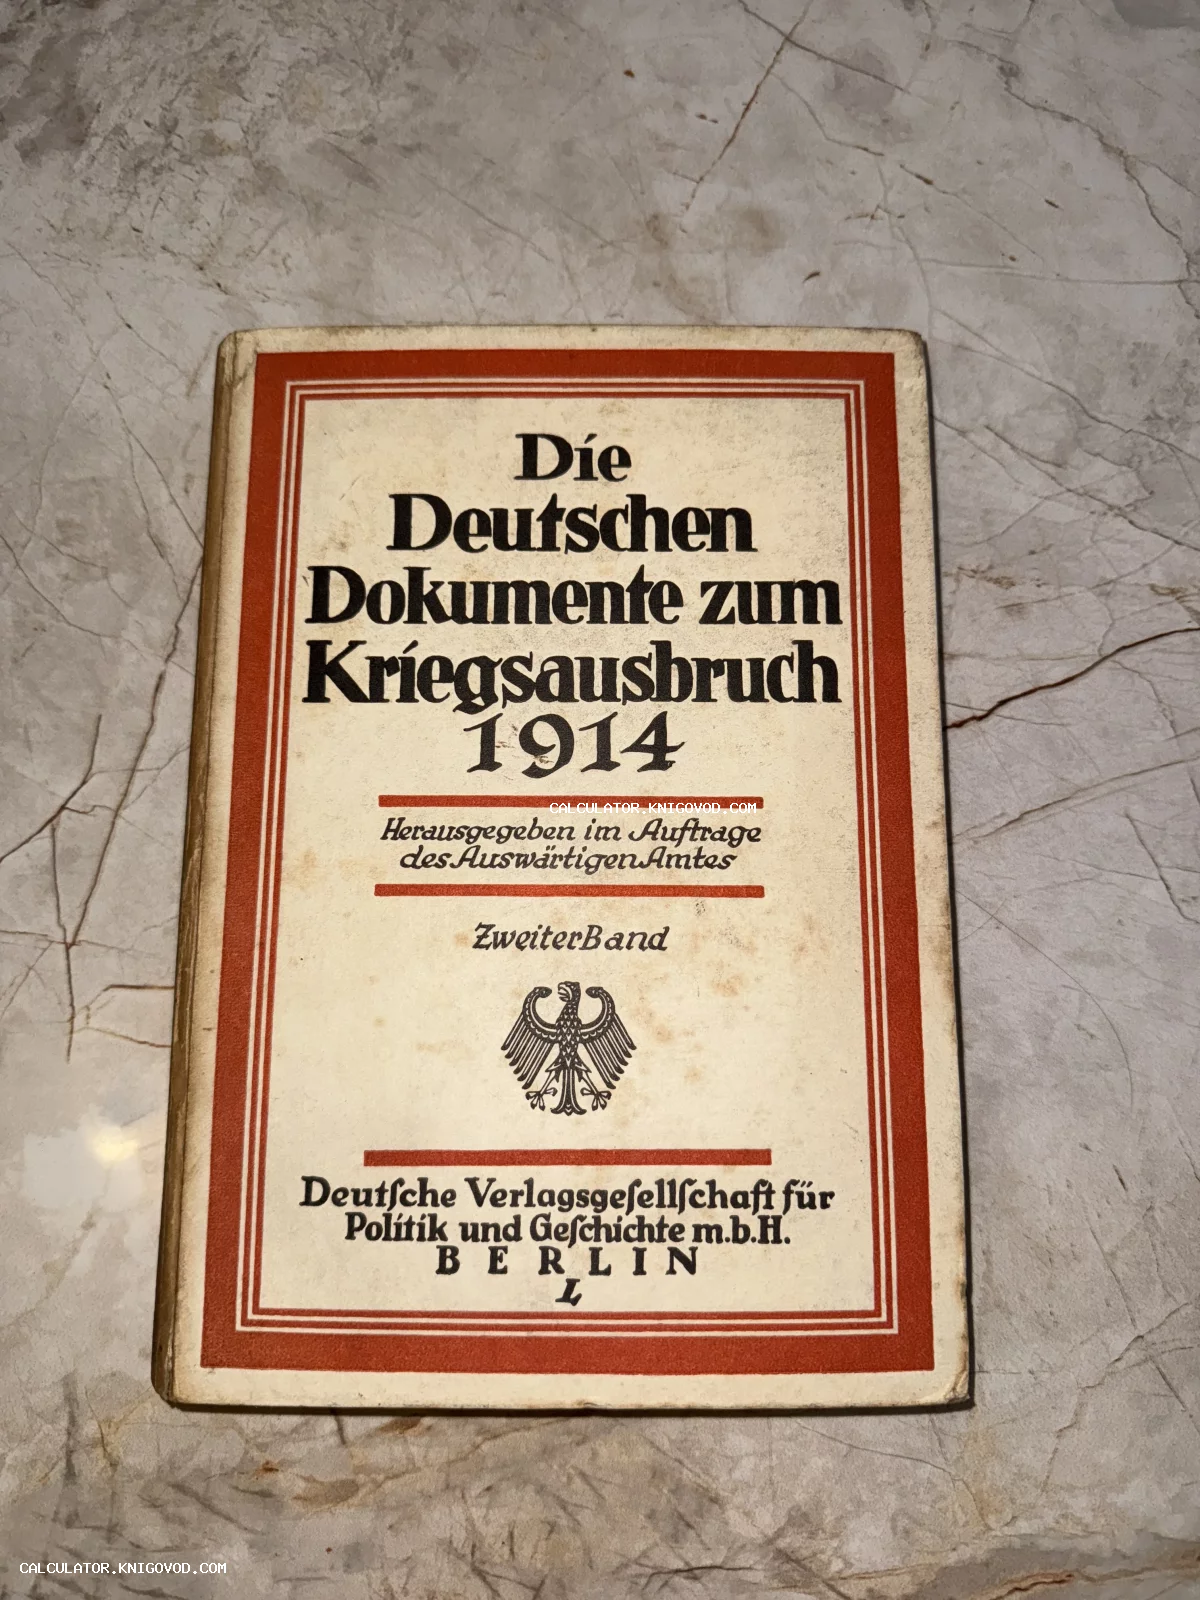 Die
Deutschen
Dokumente zum
Kriegsausbruch
1914
CALCULATOR.KNIGOVOD.COM
Herausgegeben im Auftrage
des Auswärtigen Amtes
Zweiter Band
Deutſche Verlagsgeſellſchaft für
Politik und Geſchichte m.b.H.
BERLIN
L
CALCULATOR.KNIGOVOD.COM